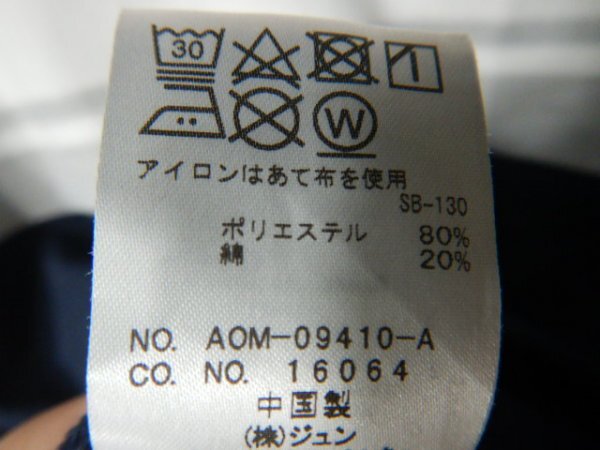 30
W
アイロンはあて布を使用
SB-130
ポリエステル 80%
綿 20%
NO. AOM-09410-A
CO. NO. 16064
中国製
(株)ジュン